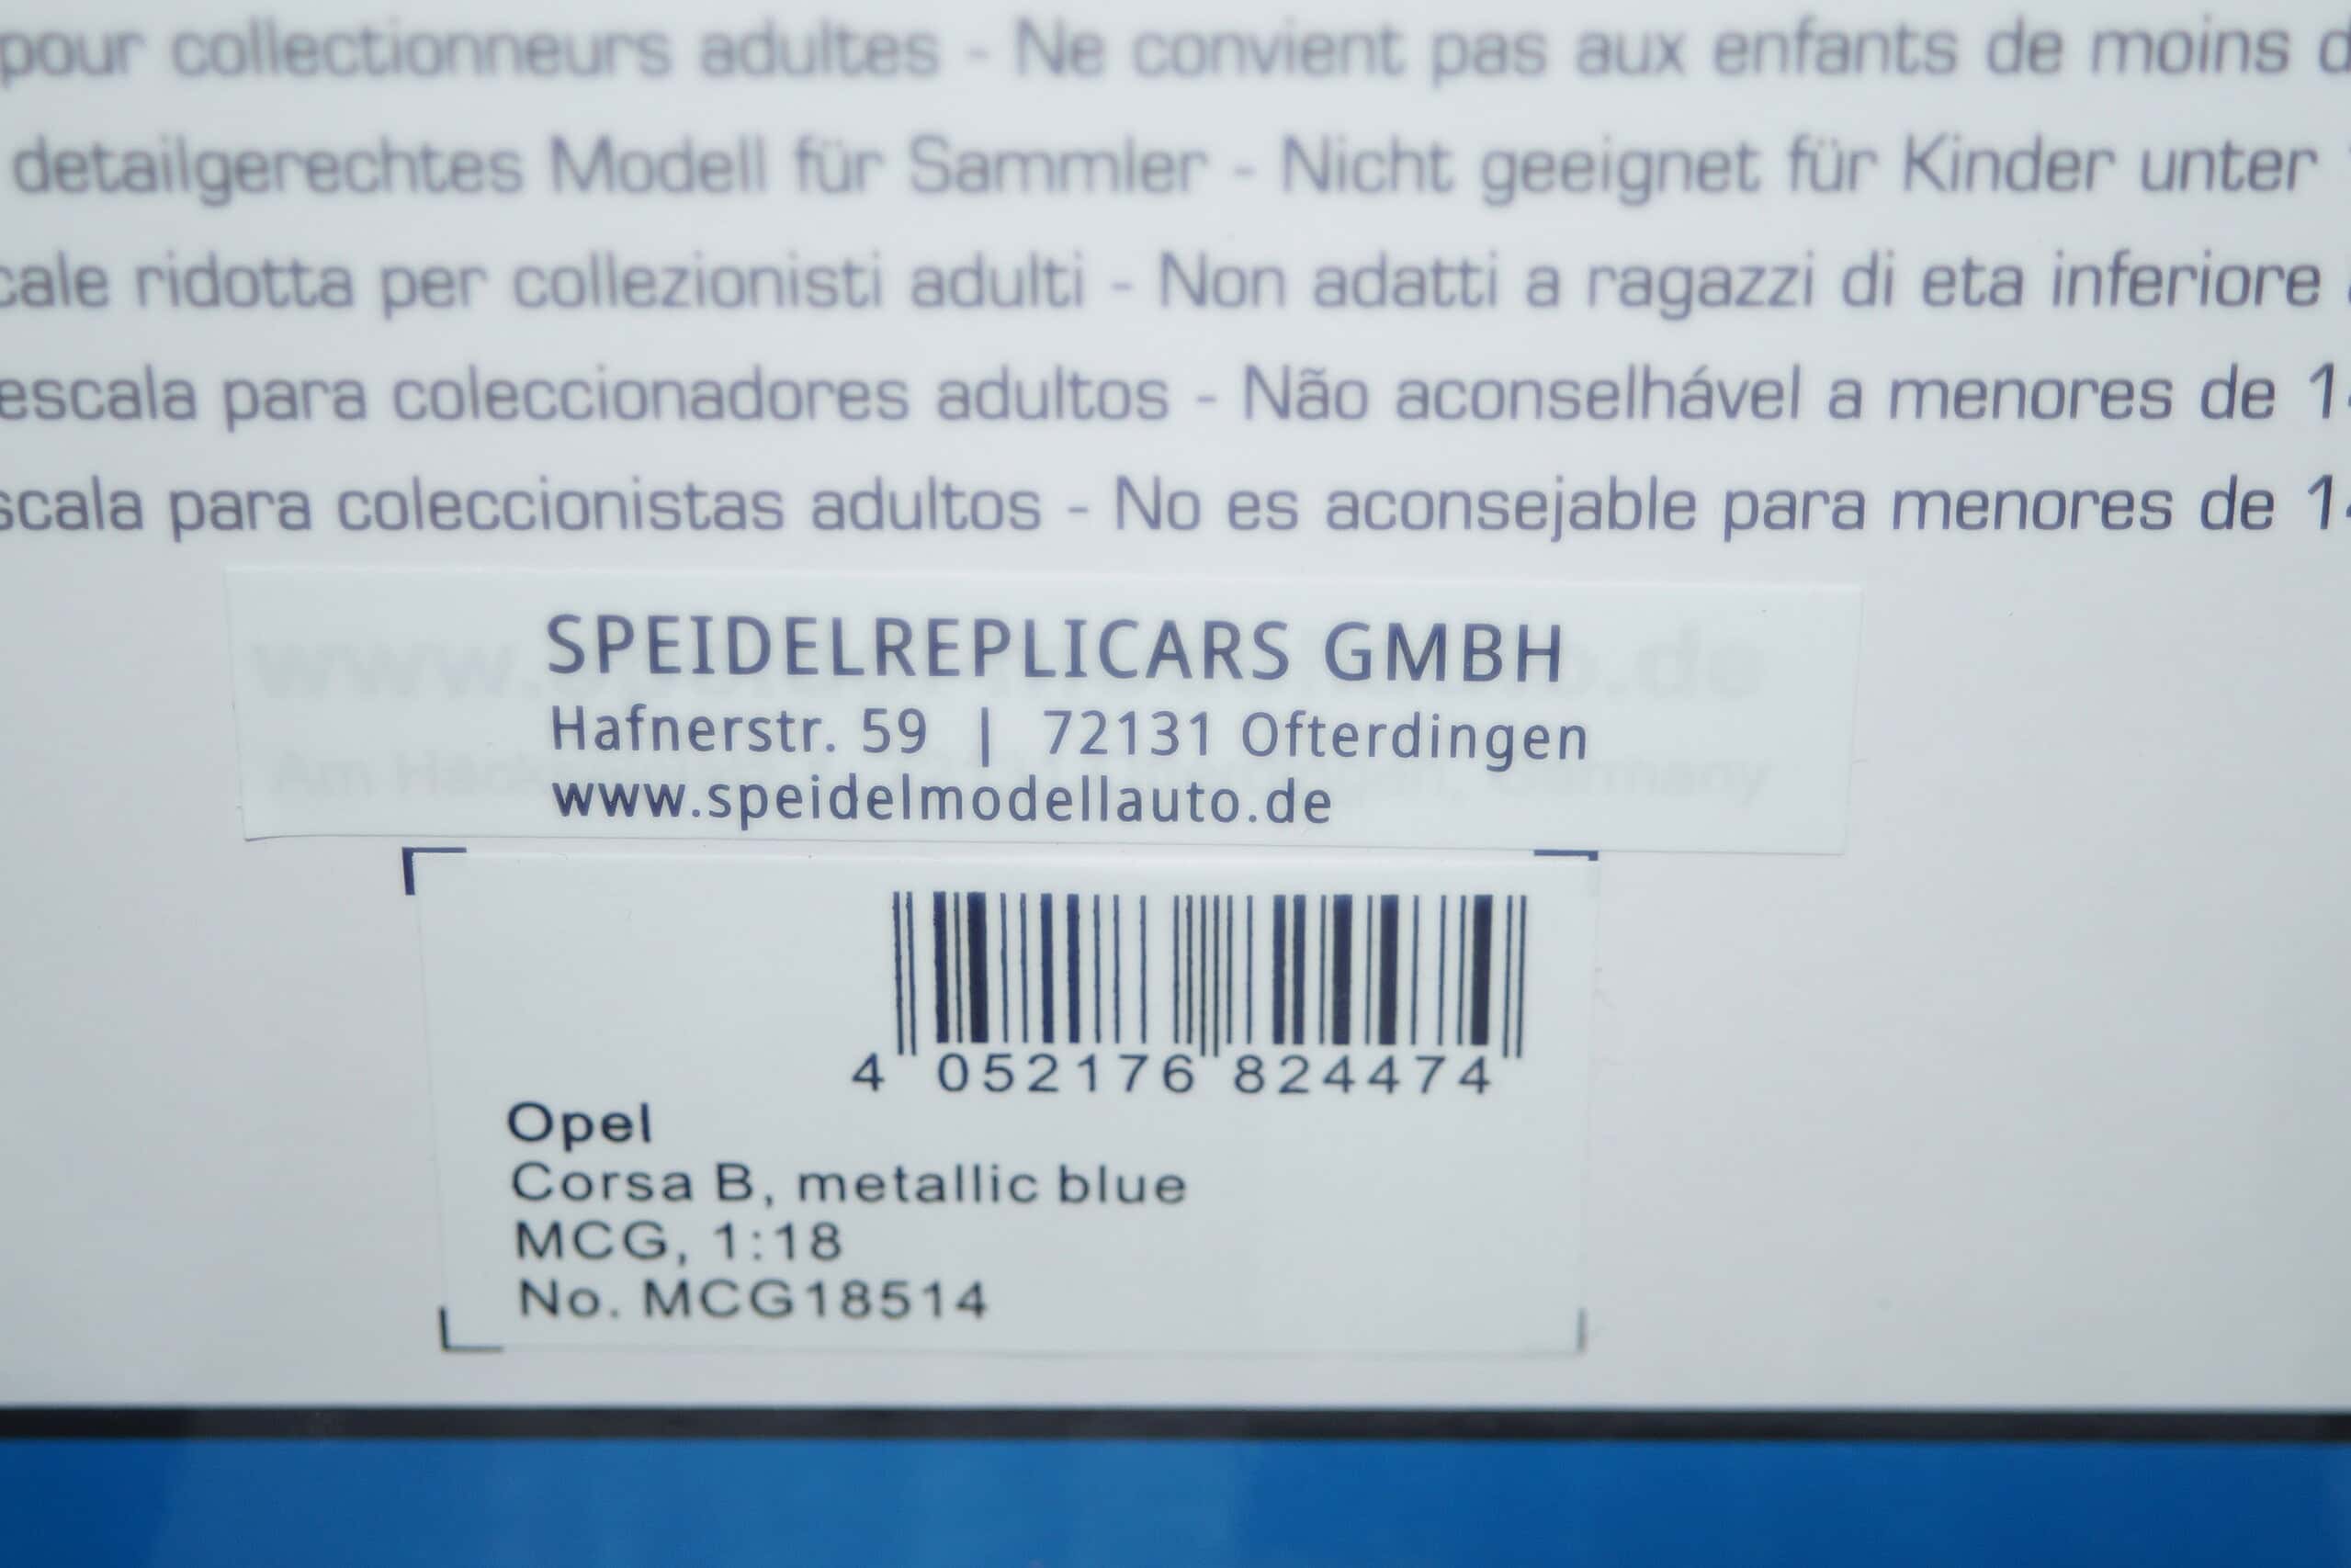 pour collectionneurs adultes - Ne convient pas aux enfants de moins d
detailgerechtes Modell für Sammler - Nicht geeignet für Kinder unter
cale ridotta per collezionisti adulti - Non adatti a ragazzi di eta inferiore
escala para coleccionadores adultos - Não aconselhável a menores de 1
scala para coleccionistas adultos - No es aconsejable para menores de 1
SPEIDELREPLICARS GMBH
Hafnerstr. 59 | 72131 Ofterdingen
www.speidelmodellauto.de
4 052176 824474
Opel
Corsa B, metallic blue
MCG, 1:18
No. MCG18514